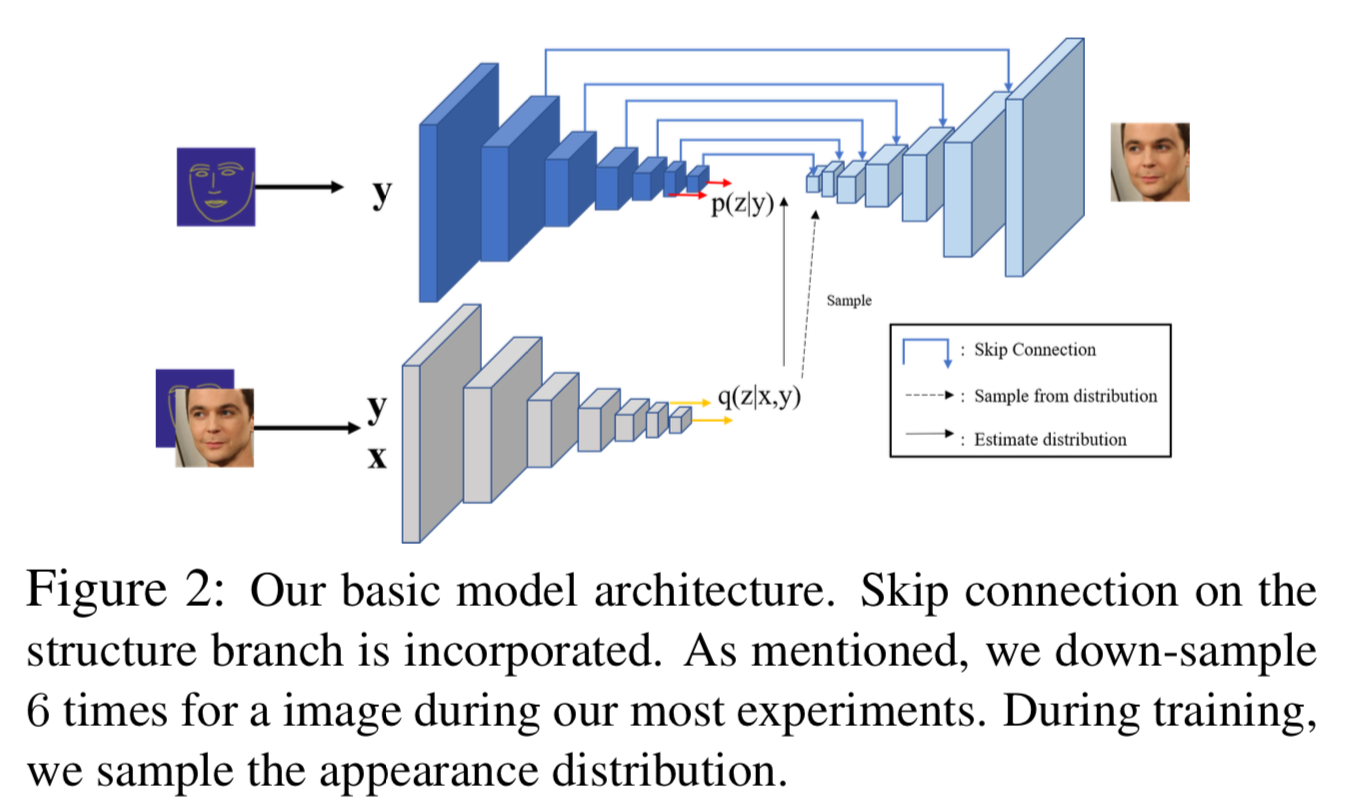 y
p(z|y)
Sample
y
x
q(z|x,y)
: Skip Connection
: Sample from distribution
: Estimate distribution
Figure 2: Our basic model architecture. Skip connection on the
structure branch is incorporated. As mentioned, we down-sample
6 times for a image during our most experiments. During training,
we sample the appearance distribution.